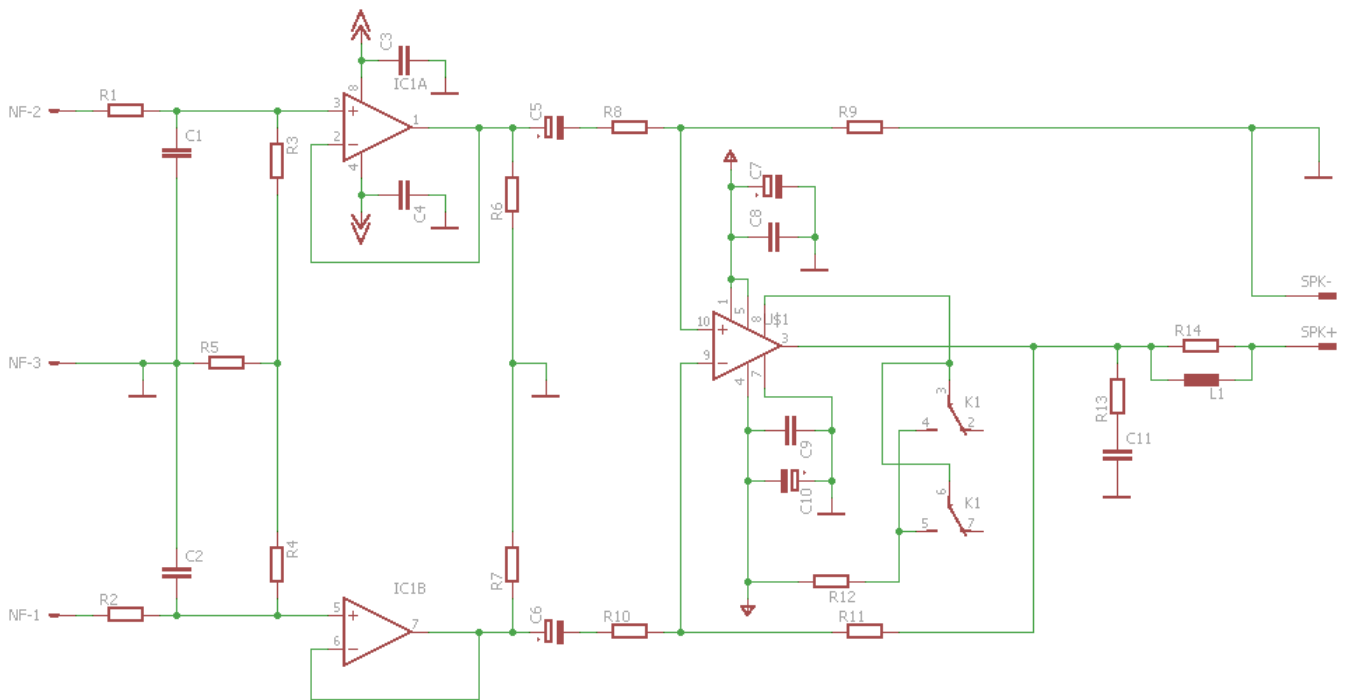 C3
IC1A
8
NF-2
R1
3
1
2
C1
R3
4
C4
C5
R8
R9
R6
C7
C8
1
5
8
U$1
10
3
9
4
7
SPK-
SPK+
R14
L1
NF-3
R5
3
K1
4
2
R13
C11
C9
C10
6
K1
5
7
C2
R4
R7
IC1B
R12
NF-1
R2
5
7
6
C6
R10
R11